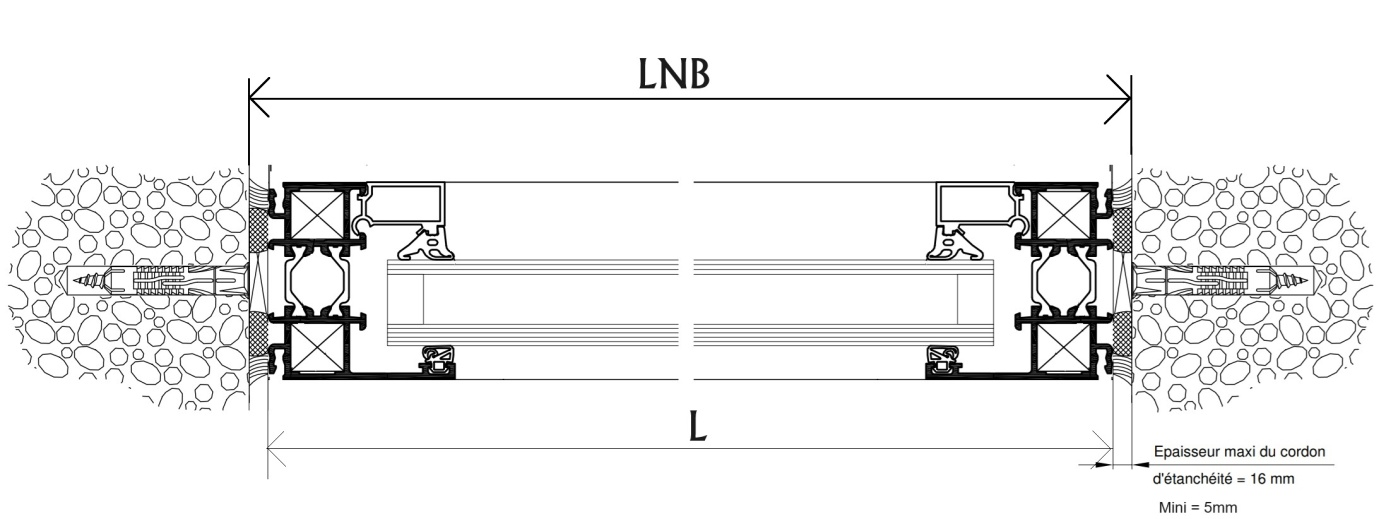 LNB
L
Epaisseur maxi du cordon
d'étanchéité = 16 mm
Mini = 5mm